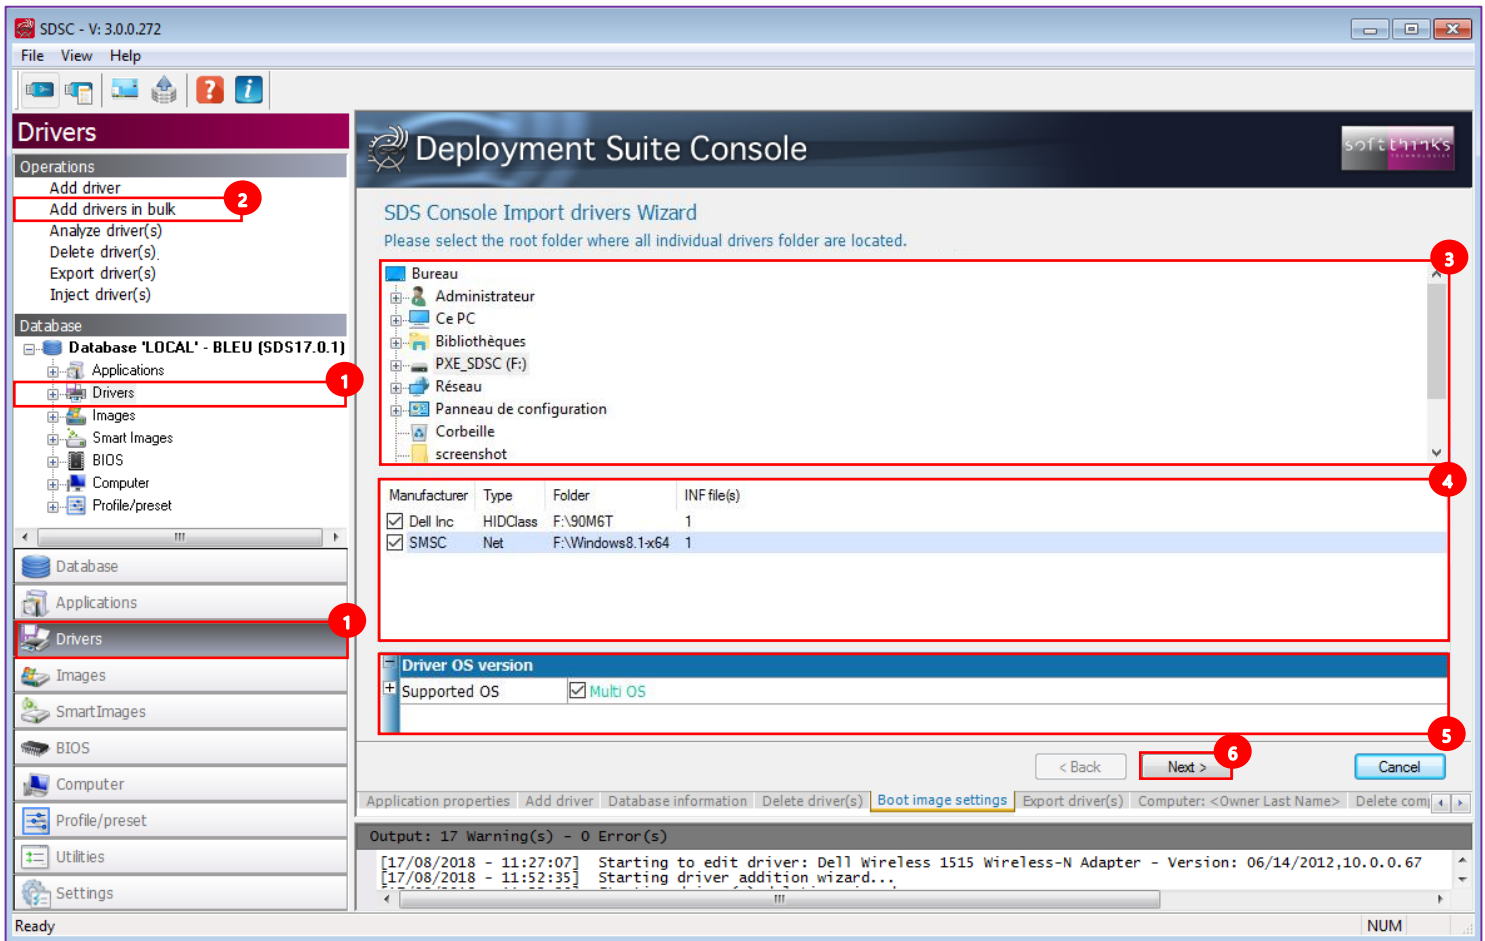 SDSC - V: 3.0.0.272
File View Help
Drivers
Operations
Add driver
Add drivers in bulk
2
Analyze driver(s)
Delete driver(s)
Export driver(s)
Inject driver(s)
Database
Database 'LOCAL' - BLEU (SDS17.0.1)
Applications
1
Drivers
Images
Smart Images
BIOS
Computer
Profile/preset
Database
Applications
1
Drivers
Images
SmartImages
BIOS
Computer
Profile/preset
Utilities
Settings
Deployment Suite Console
softthinks
TECHNOLOGIES
SDS Console Import drivers Wizard
Please select the root folder where all individual drivers folder are located.
3
Bureau
Administrateur
Ce PC
Bibliothèques
PXE_SDSC (F:)
Réseau
Panneau de configuration
Corbeille
screenshot
4
Manufacturer Type Folder INF file(s)
Dell Inc HIDClass F:\90M6T 1
SMSC Net F:\Windows8.1-x64 1
Driver OS version
Supported OS Multi OS
5
6
< Back Next > Cancel
Application properties Add driver Database information Delete driver(s) Boot image settings Export driver(s) Computer: <Owner Last Name> Delete com
Output: 17 Warning(s) - 0 Error(s)
[17/08/2018 - 11:27:07] Starting to edit driver: Dell Wireless 1515 Wireless-N Adapter - Version: 06/14/2012,10.0.0.67
[17/08/2018 - 11:52:35] Starting driver addition wizard...
Ready NUM